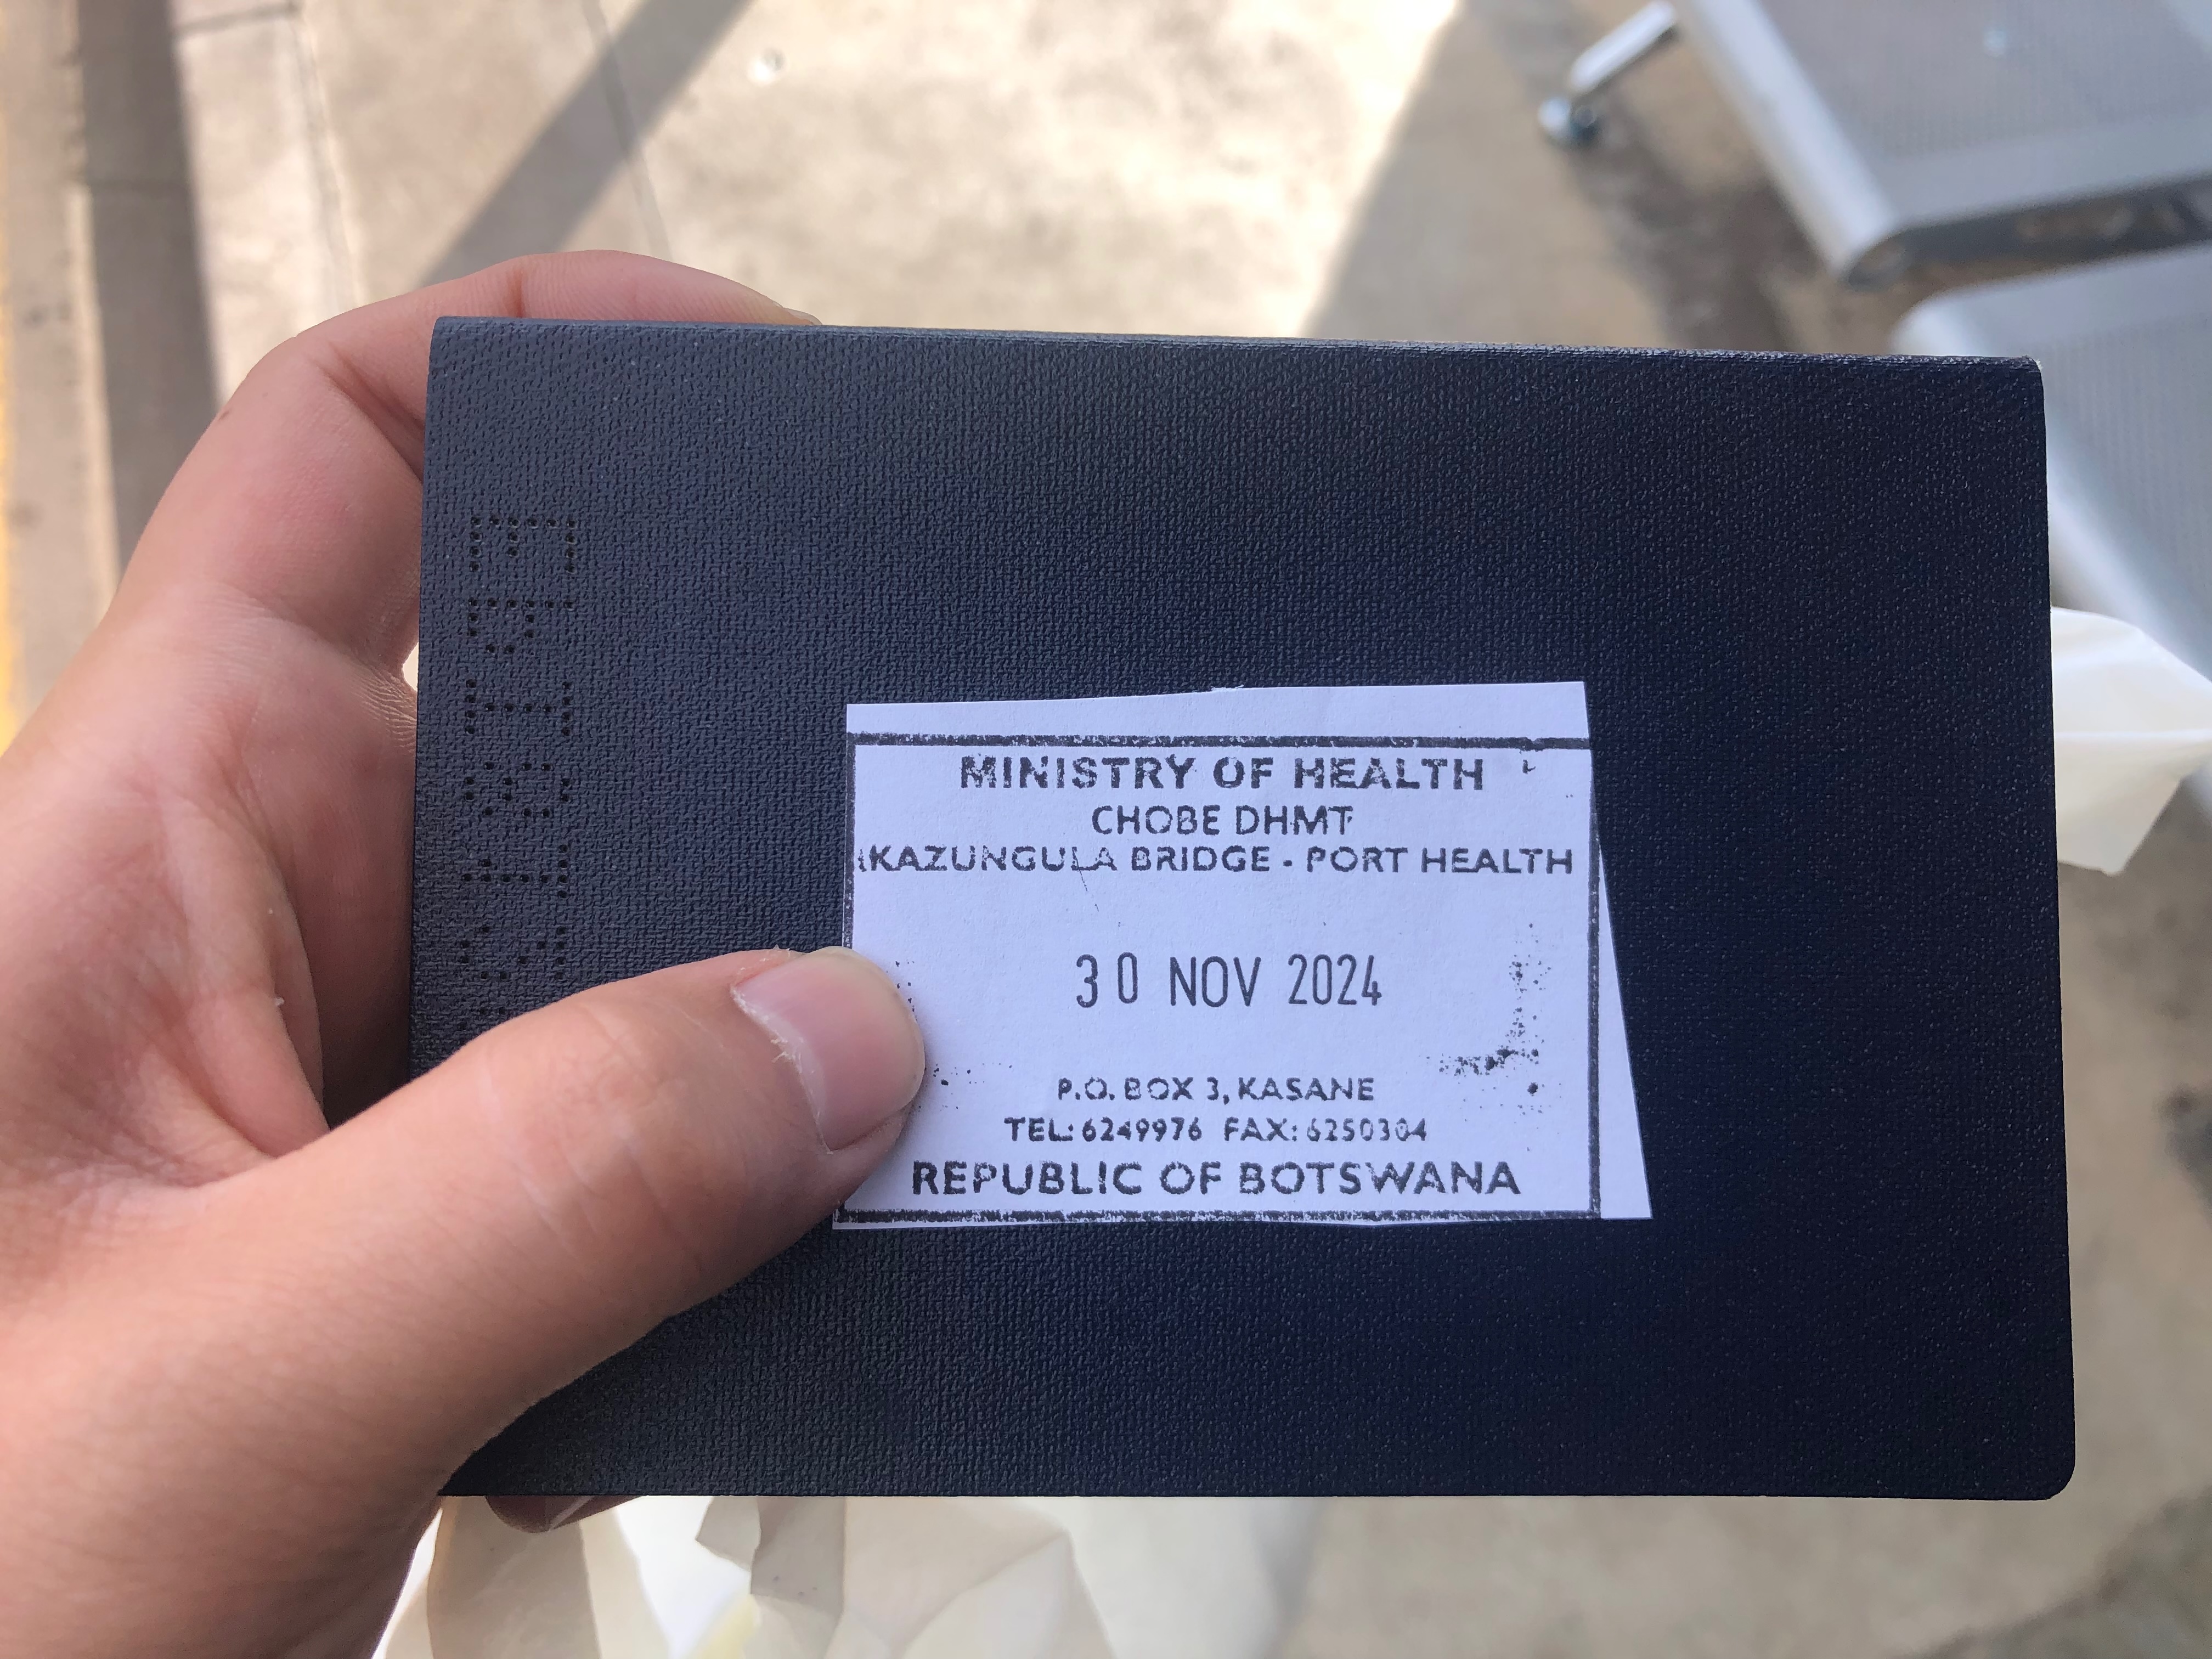 MINISTRY OF HEALTH
CHOBE DHMT
KAZUNGULA BRIDGE - PORT HEALTH
30 NOV 2024
P.O. BOX 3, KASANE
TEL: 6249976 FAX: 6250304
REPUBLIC OF BOTSWANA